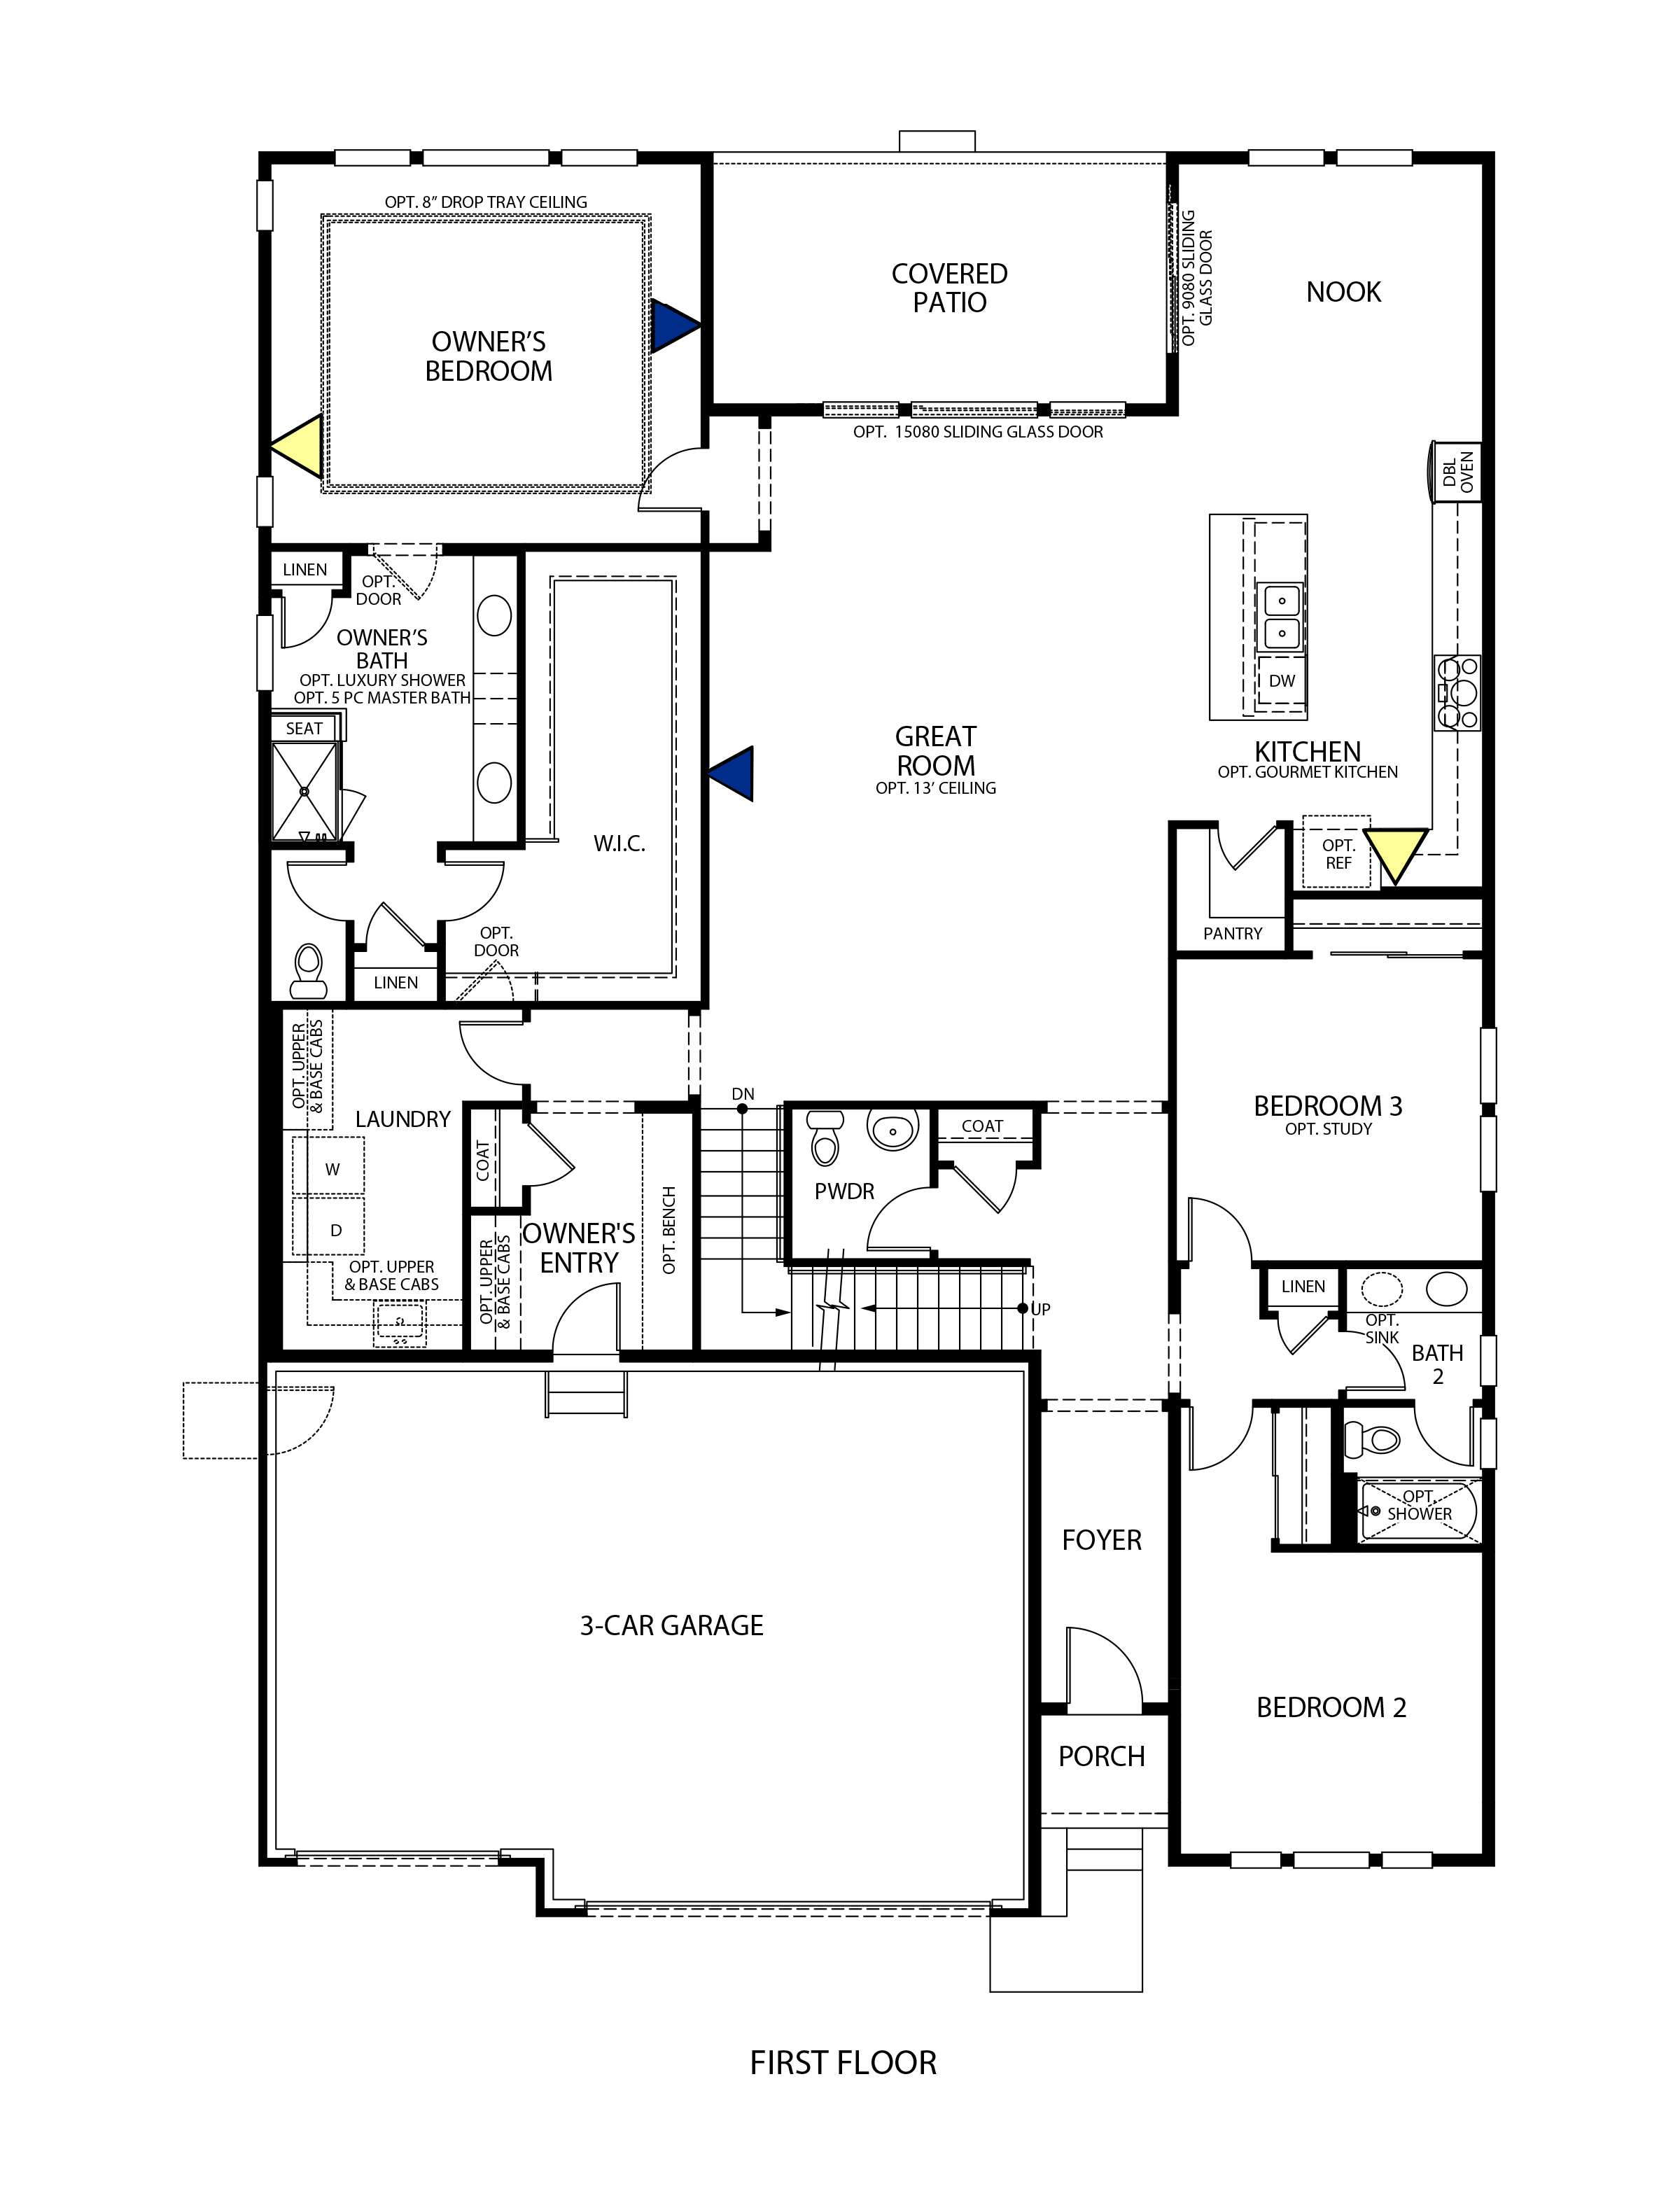 OPT. 8” DROP TRAY CEILING
OWNER’S
BEDROOM
COVERED
PATIO
OPT. 9080 SLIDING
GLASS DOOR
NOOK
OPT.  15080 SLIDING GLASS DOOR
DBL
OVEN
LINEN
OPT.
DOOR
OWNER’S
BATH
OPT. LUXURY SHOWER
OPT. 5 PC MASTER BATH
SEAT
DW
GREAT
ROOM
OPT. 13’ CEILING
KITCHEN
OPT. GOURMET KITCHEN
W.I.C.
OPT.
REF
PANTRY
OPT.
DOOR
LINEN
OPT. UPPER
& BASE CABS
LAUNDRY
DN
COAT
COAT
PWDR
BEDROOM 3
OPT. STUDY
W
D
OPT. UPPER
& BASE CABS
OPT. UPPER
& BASE CABS
OWNER'S
ENTRY
OPT. BENCH
UP
LINEN
OPT.
SINK
BATH
2
OPT.
SHOWER
FOYER
3-CAR GARAGE
BEDROOM 2
PORCH
FIRST FLOOR